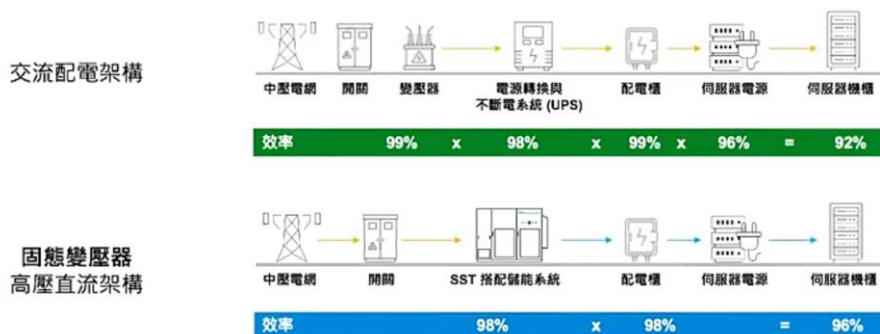 交流配電架構
中壓電網 開關 變壓器 電源轉換與 配電櫃 伺服器電源 伺服器機櫃
不斷電系統 (UPS)
效率 99% x 98% x 99% x 96% = 92%
固態變壓器
高壓直流架構
中壓電網 開關 SST 搭配儲能系統 配電櫃 伺服器電源 伺服器機櫃
效率 98% x 98% = 96%